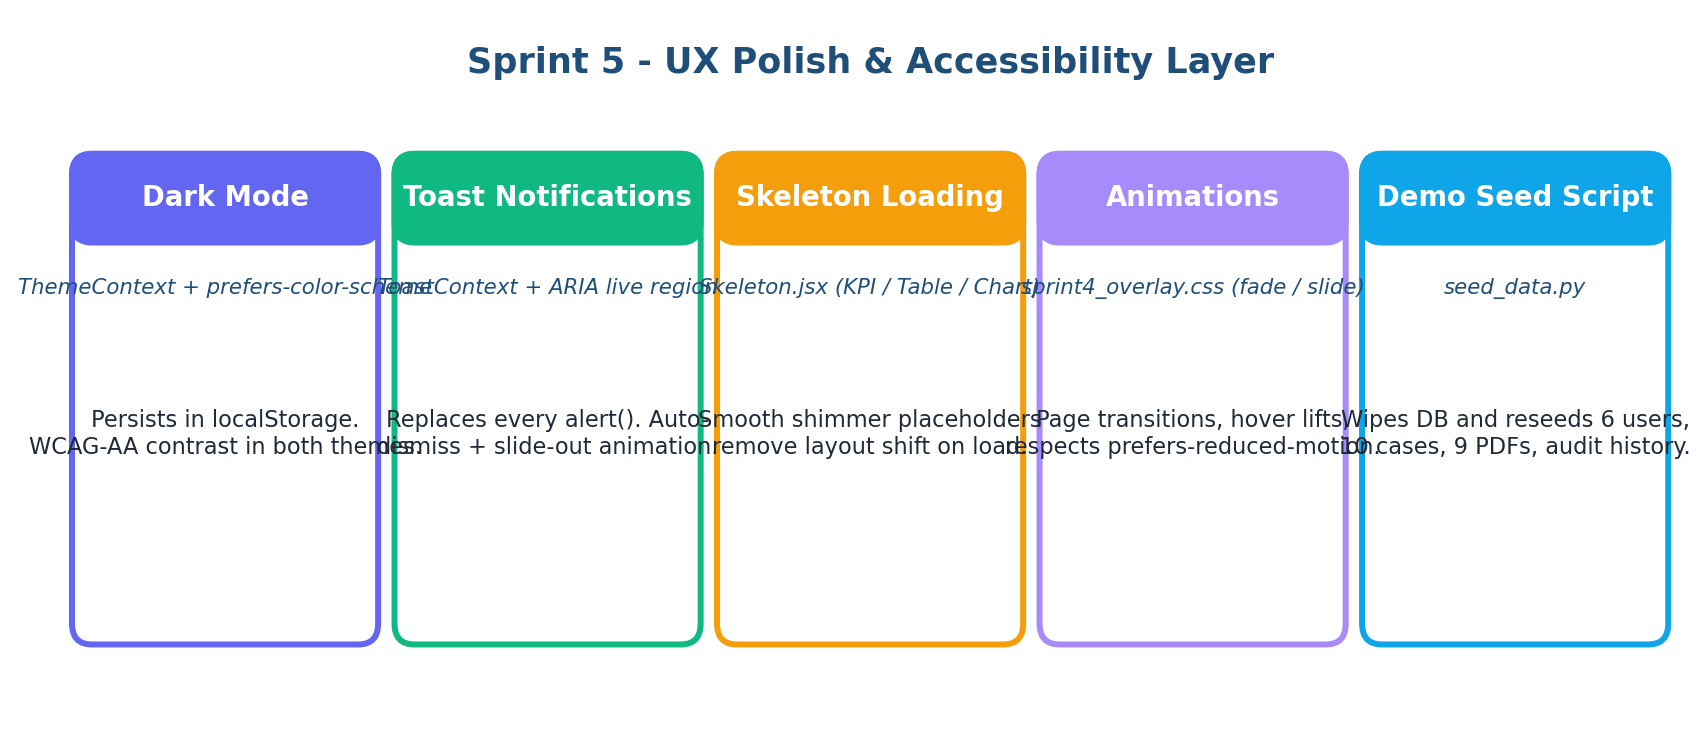 Sprint 5 - UX Polish & Accessibility Layer
Dark Mode
ThemeContext + prefers-color-scheme
Persists in localStorage.
WCAG-AA contrast in both themes.
Toast Notifications
ToastContext + ARIA live region
Replaces every alert(). Auto-
dismiss + slide-out animation.
Skeleton Loading
Skeleton.jsx (KPI / Table / Chart)
Smooth shimmer placeholders
remove layout shift on load.
Animations
sprint4_overlay.css (fade / slide)
Page transitions, hover lifts,
respects prefers-reduced-motion.
Demo Seed Script
seed_data.py
Wipes DB and reseeds 6 users,
10 cases, 9 PDFs, audit history.